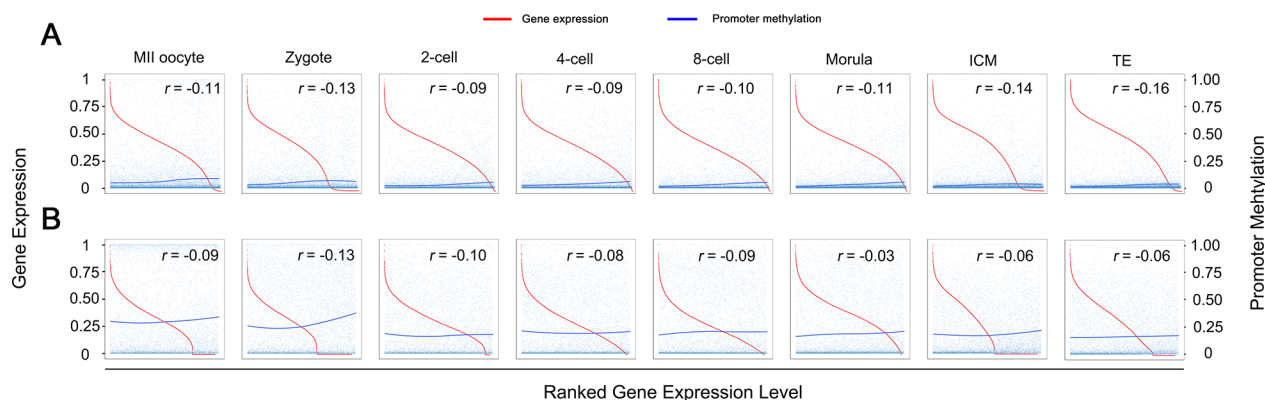 Gene expression Promoter methylation
A
MII oocyte Zygote 2-cell 4-cell 8-cell Morula ICM TE
1 1.00
r = -0.11 r = -0.13 r = -0.09 r = -0.09 r = -0.10 r = -0.11 r = -0.14 r = -0.16
0.75 0.75
0.50 0.50
0.25 0.25
0 0
B
1 1.00
r = -0.09 r = -0.13 r = -0.10 r = -0.08 r = -0.09 r = -0.03 r = -0.06 r = -0.06
0.75 0.75
0.50 0.50
0.25 0.25
0 0
Gene Expression
Promoter Mehtylation
Ranked Gene Expression Level